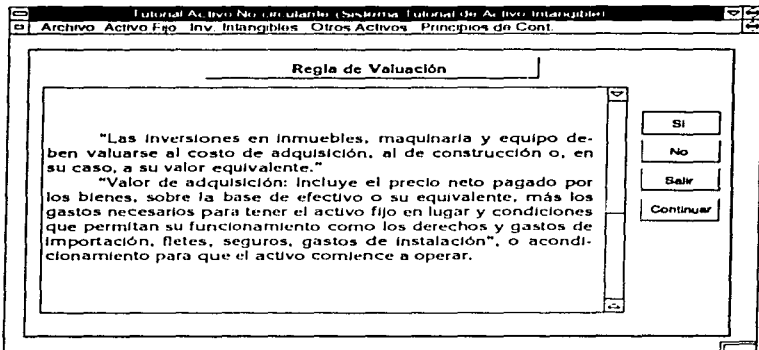 Tutorial Activo No circulante (Sistema Tutorial de Activo Intangible)
Archivo Activo Fijo Inv. Intangibles Otros Activos Principios de Cont.
Regla de Valuación
"Las inversiones en inmuebles, maquinaria y equipo de-
ben valuarse al costo de adquisición, al de construcción o, en
su caso, a su valor equivalente."
"Valor de adquisición: Incluye el precio neto pagado por
los bienes, sobre la base de efectivo o su equivalente, más los
gastos necesarios para tener el activo fijo en lugar y condiciones
que permitan su funcionamiento como los derechos y gastos de
importación, fletes, seguros, gastos de instalación", o acondi-
cionamiento para que el activo comience a operar.
Si
No
Salir
Continuar